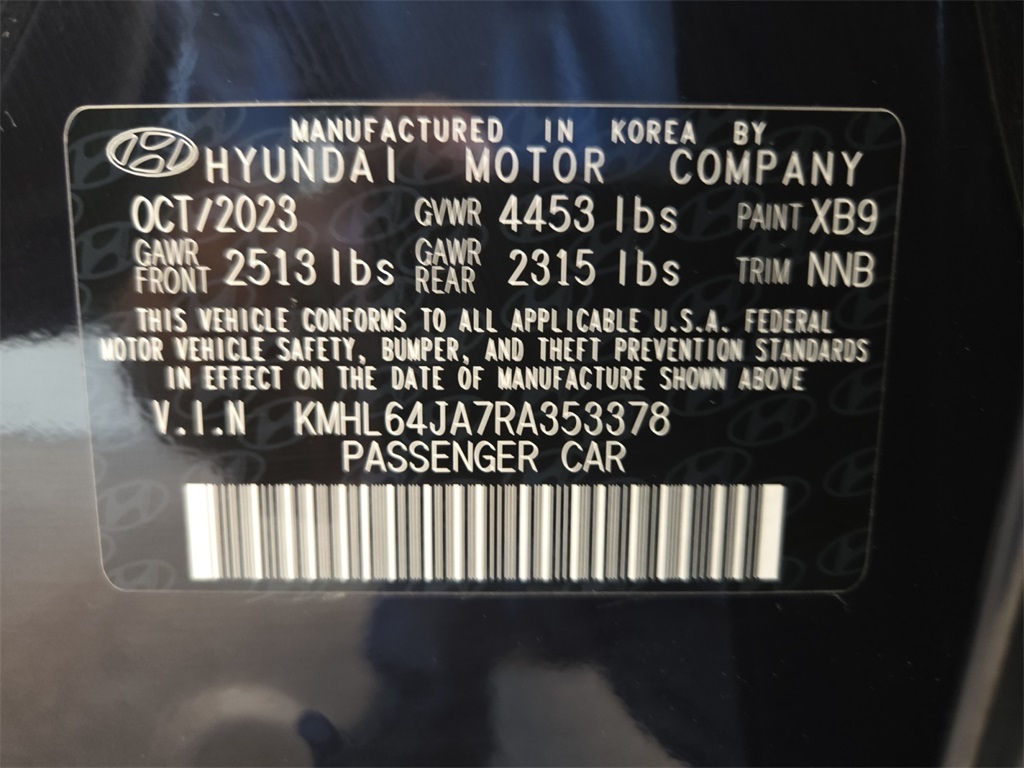 MANUFACTURED IN KOREA BY
HYUNDAI MOTOR COMPANY
OCT/2023 GVWR 4453 lbs PAINT XB9
GAWR FRONT 2513 lbs GAWR REAR 2315 lbs TRIM NNB
THIS VEHICLE CONFORMS TO ALL APPLICABLE U.S.A. FEDERAL
MOTOR VEHICLE SAFETY, BUMPER, AND THEFT PREVENTION STANDARDS
IN EFFECT ON THE DATE OF MANUFACTURE SHOWN ABOVE
V.I.N KMHL64JA7RA353378
PASSENGER CAR